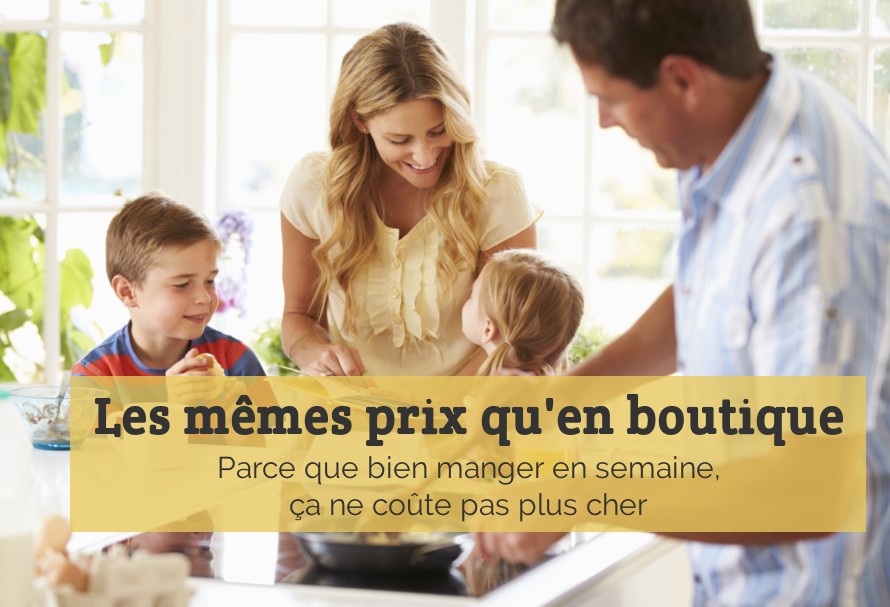 Les mêmes prix qu'en boutique
Parce que bien manger en semaine,
ça ne coûte pas plus cher